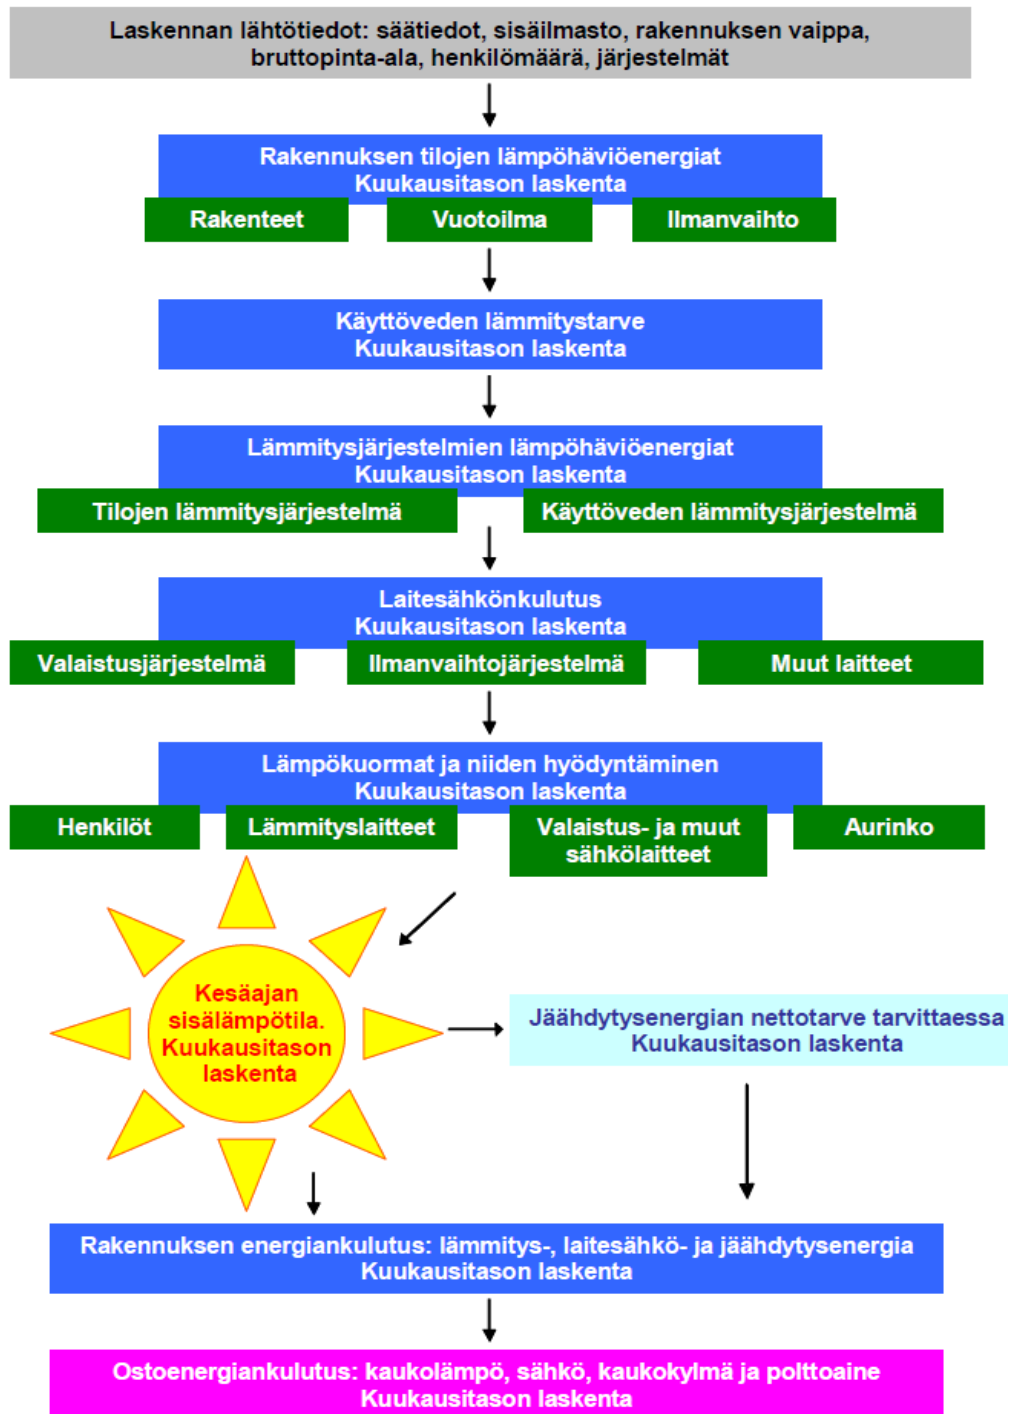 Laskennan lähtötiedot: säätiedot, sisäilmasto, rakennuksen vaippa,
bruttopinta-ala, henkilömäärä, järjestelmät
Rakennuksen tilojen lämpöhäviöenergiat
Kuukausitason laskenta
Rakenteet
Vuotoilma
Ilmanvaihto
Käyttöveden lämmitystarve
Kuukausitason laskenta
Lämmitysjärjestelmien lämpöhäviöenergiat
Kuukausitason laskenta
Tilojen lämmitysjärjestelmä
Käyttöveden lämmitysjärjestelmä
Laitesähkönkulutus
Kuukausitason laskenta
Valaistusjärjestelmä
Ilmanvaihtojärjestelmä
Muut laitteet
Lämpökuormat ja niiden hyödyntäminen
Kuukausitason laskenta
Henkilöt
Lämmityslaitteet
Valaistus- ja muut
sähkölaitteet
Aurinko
Kesäajan
sisälämpötila.
Kuukausitason
laskenta
Jäähdytysenergian nettotarve tarvittaessa
Kuukausitason laskenta
Rakennuksen energiankulutus: lämmitys-, laitesähkö- ja jäähdytysenergia
Kuukausitason laskenta
Ostoenergiankulutus: kaukolämpö, sähkö, kaukokylmä ja polttoaine
Kuukausitason laskenta